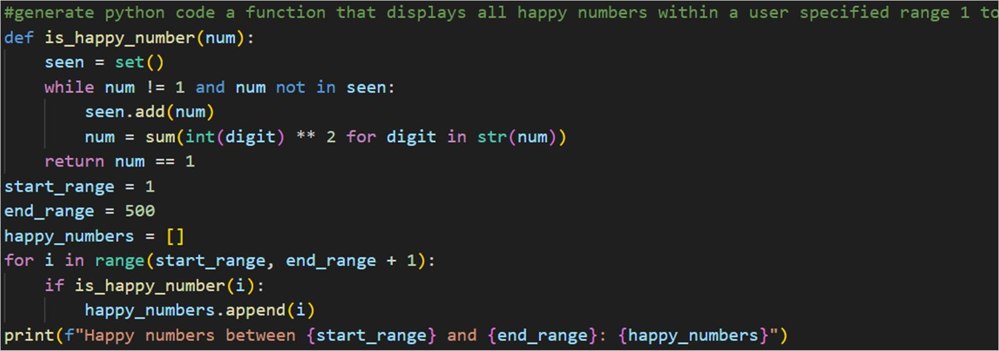 #generate python code a function that displays all happy numbers within a user specified range 1 to
def is_happy_number(num):
    seen = set()
    while num != 1 and num not in seen:
        seen.add(num)
        num = sum(int(digit) ** 2 for digit in str(num))
    return num == 1
start_range = 1
end_range = 500
happy_numbers = []
for i in range(start_range, end_range + 1):
    if is_happy_number(i):
        happy_numbers.append(i)
print(f"Happy numbers between {start_range} and {end_range}: {happy_numbers}")